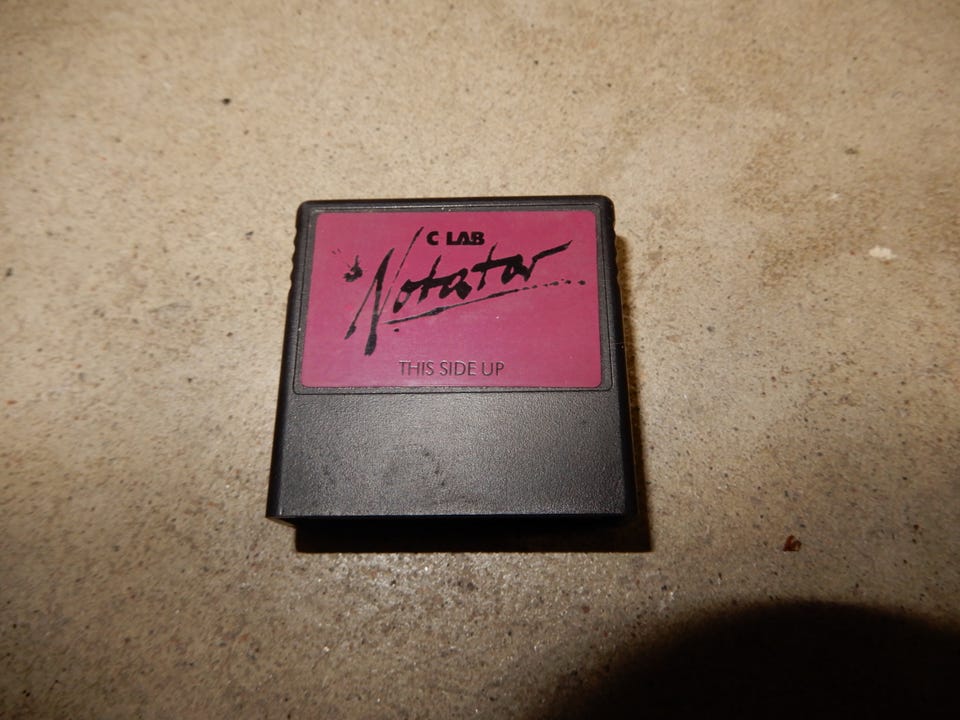 C LAB
Notator
THIS SIDE UP